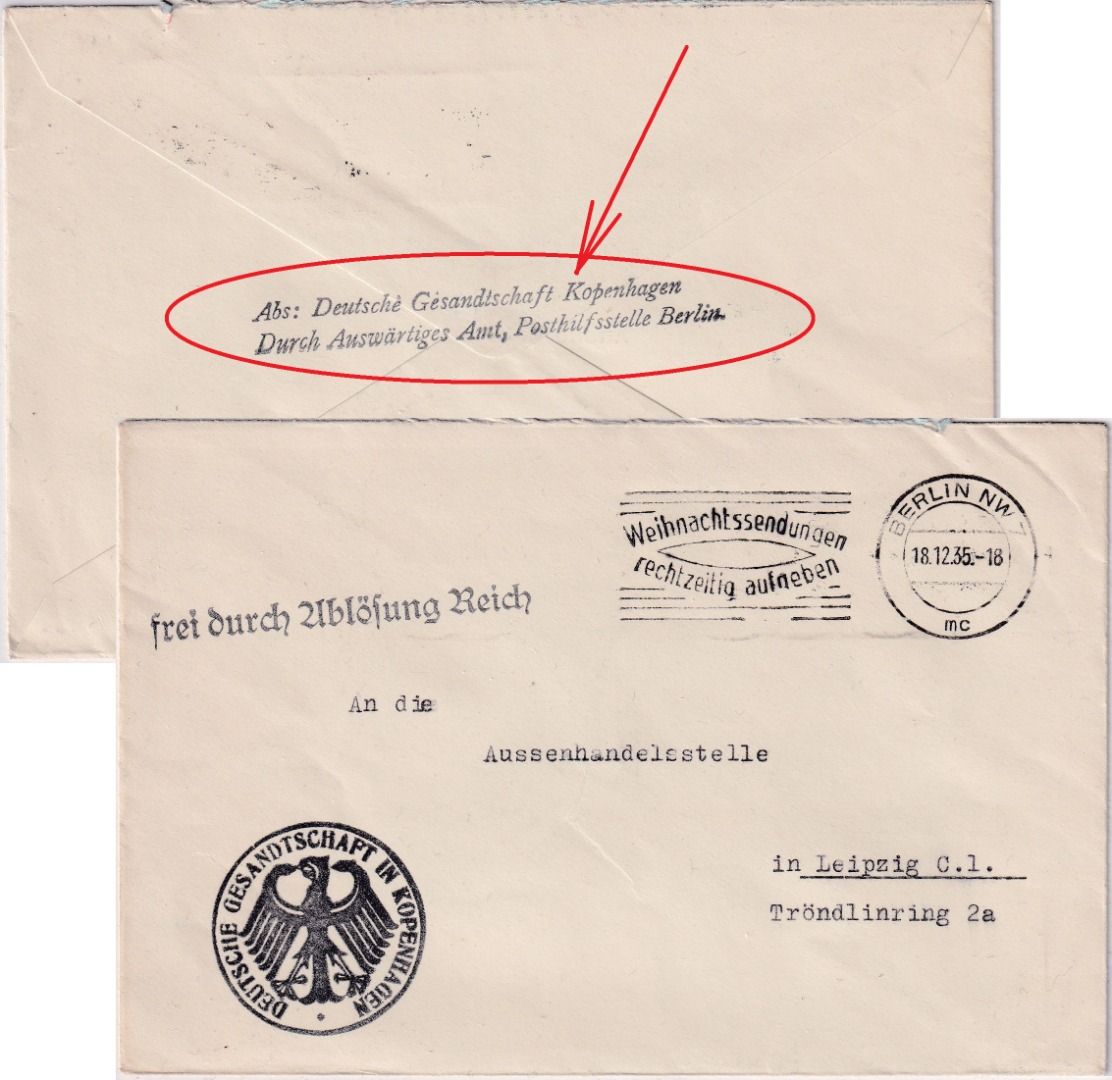 Abs: Deutsche Gesandtschaft Kopenhagen
Durch Auswärtiges Amt, Posthilfsstelle Berlin.
Weihnachtssendungen
rechtzeitig aufgeben
BERLIN NW 7
18.12.35.-18
mc
frei durch Ablösung Reich
An die
Aussenhandelsstelle
in Leipzig C.1.
Tröndlinring 2a
DEUTSCHE GESANDTSCHAFT IN KOPENHAGEN